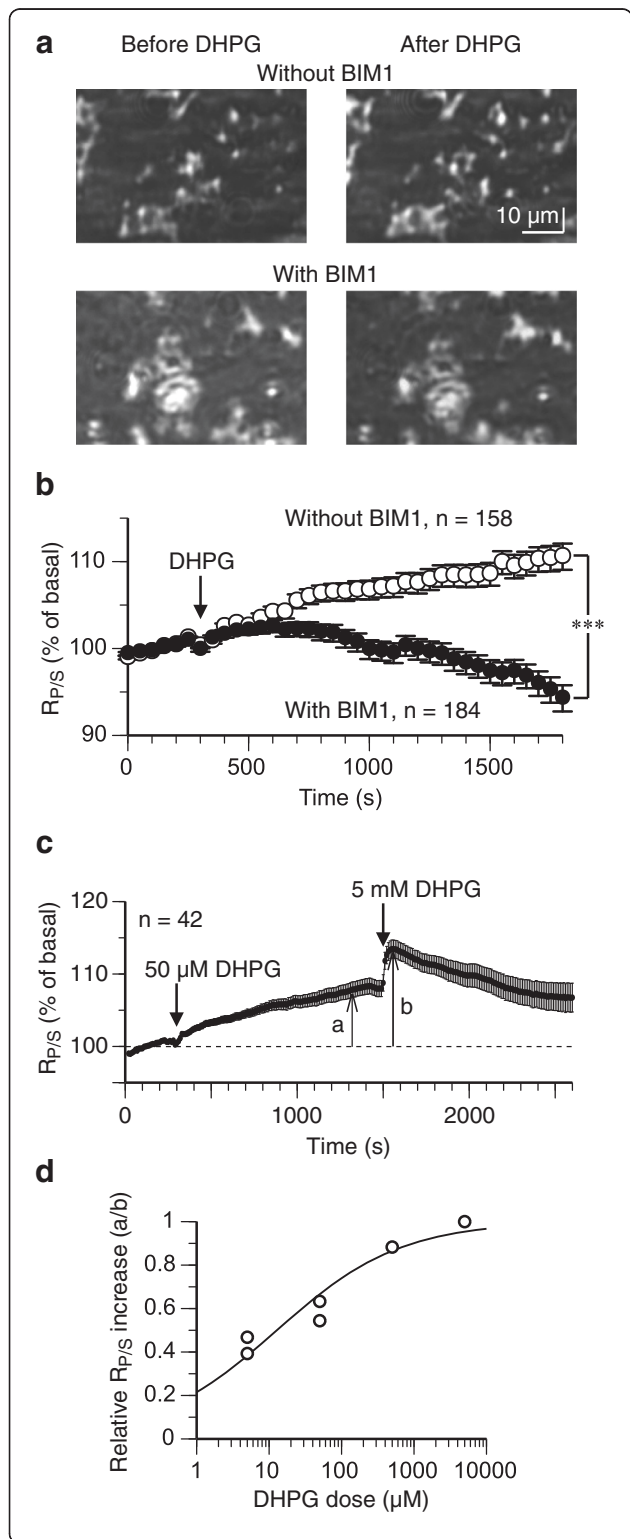 a
Before DHPG After DHPG
Without BIM1
10 µm
With BIM1
b
Without BIM1, n = 158
DHPG
110
100
90
***
With BIM1, n = 184
R_P/S (% of basal)
0 500 1000 1500
Time (s)
c
5 mM DHPG
120
n = 42
50 µM DHPG
110
b
a
100
R_P/S (% of basal)
0 1000 2000
Time (s)
d
1
0.8
0.6
0.4
0.2
0
Relative R_P/S increase (a/b)
1 10 100 1000 10000
DHPG dose (µM)